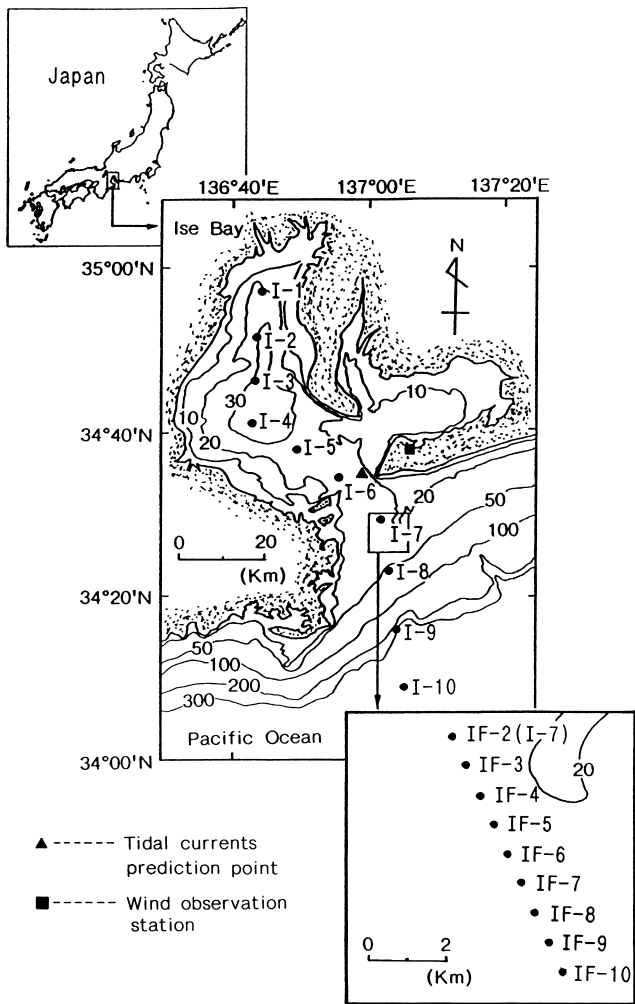 Japan
136°40'E
137°00'E
137°20'E
Ise Bay
N
35°00'N
I-1
I-2
I-3
30
10
I-4
10
34°40'N
20
I-5
I-6
20
50
I-7
100
0 20
(Km)
I-8
34°20'N
I-9
50
100
200
I-10
300
Pacific Ocean
34°00'N
IF-2(I-7)
IF-3
20
IF-4
IF-5
IF-6
IF-7
IF-8
IF-9
IF-10
0 2
(Km)
▲------ Tidal currents
prediction point
■------ Wind observation
station